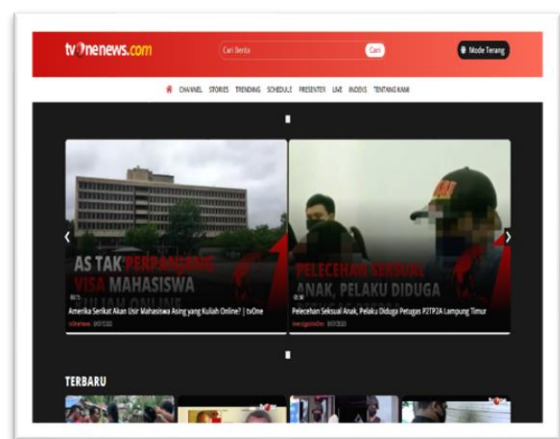 tvOnenews.com
Cari Berita
Cari
Mode Terang
CHANNEL STORIES TRENDING SCHEDULE PRESENTER LIVE INDEKS TENTANG KAMI
AS TAK PERPANJANG
VISA MAHASISWA
KULIAH ONLINE
Amerika Serikat Akan Usir Mahasiswa Asing yang Kuliah Online? | tvOne
PELECEHAN SEKSUAL
ANAK, PELAKU DIDUGA
Pelecehan Seksual Anak, Pelaku Diduga Petugas P2TP2A Lampung Timur
TERBARU